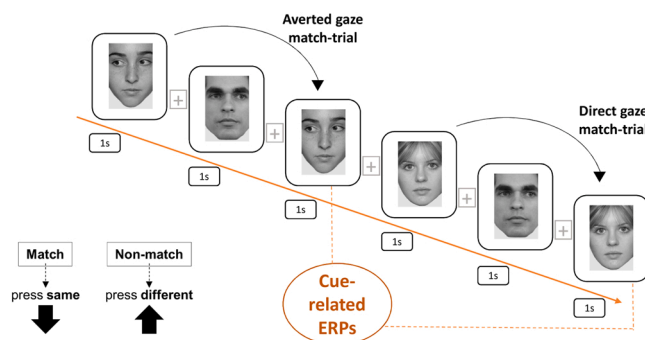 Averted gaze
match-trial
Direct gaze
match-trial
+
+
+
+
+
1s
1s
1s
1s
1s
1s
Match
Non-match
press same
press different
Cue-
related
ERPs